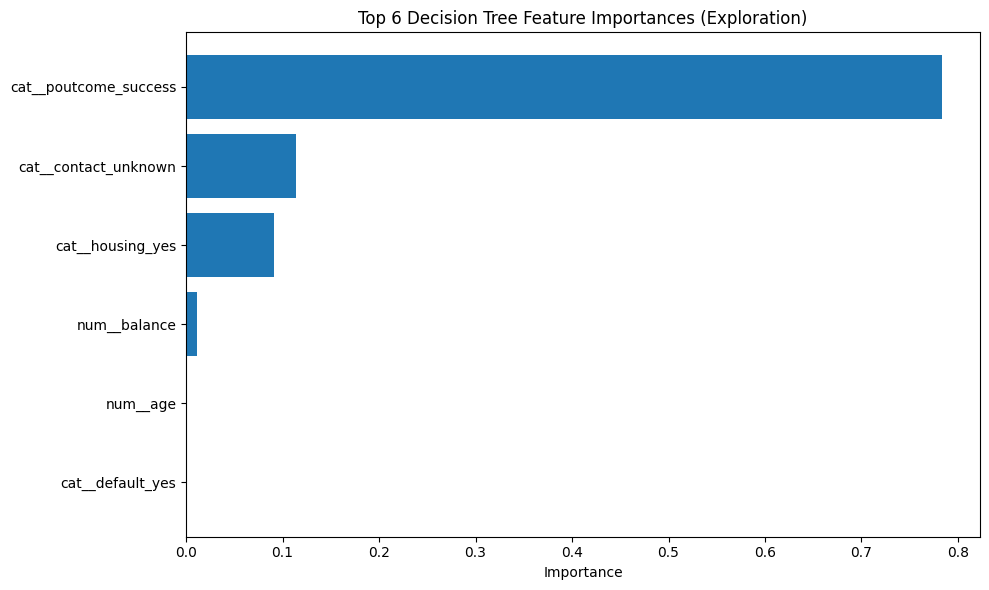 Top 6 Decision Tree Feature Importances (Exploration)
cat__poutcome_success
cat__contact_unknown
cat__housing_yes
num__balance
num__age
cat__default_yes
0.0 0.1 0.2 0.3 0.4 0.5 0.6 0.7 0.8
Importance